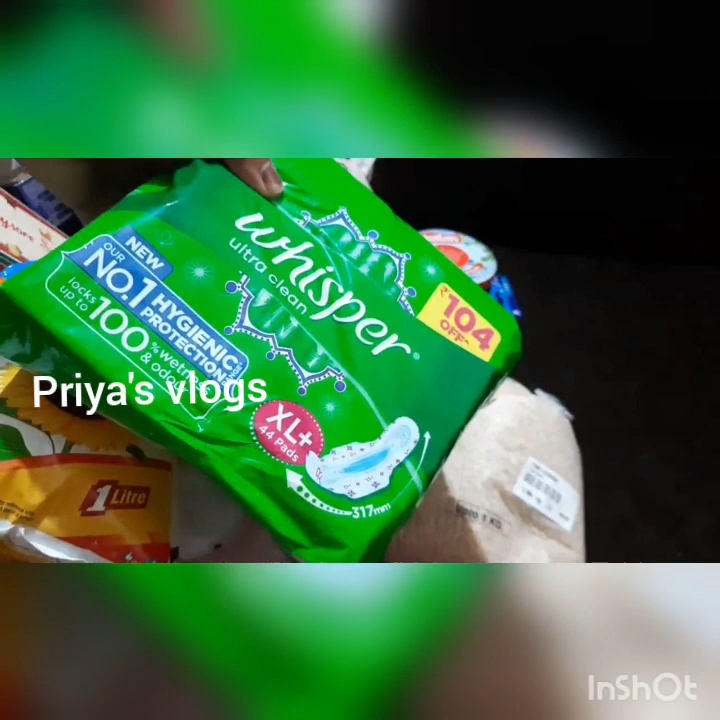 whisper
ultra clean
₹104
OFF^
NEW
OUR
NO.1 HYGIENIC
PROTECTION
locks
up to 100 %wetness
& odour
XL+
44 Pads
317mm
Priya's vlogs
1 Litre
InShOt